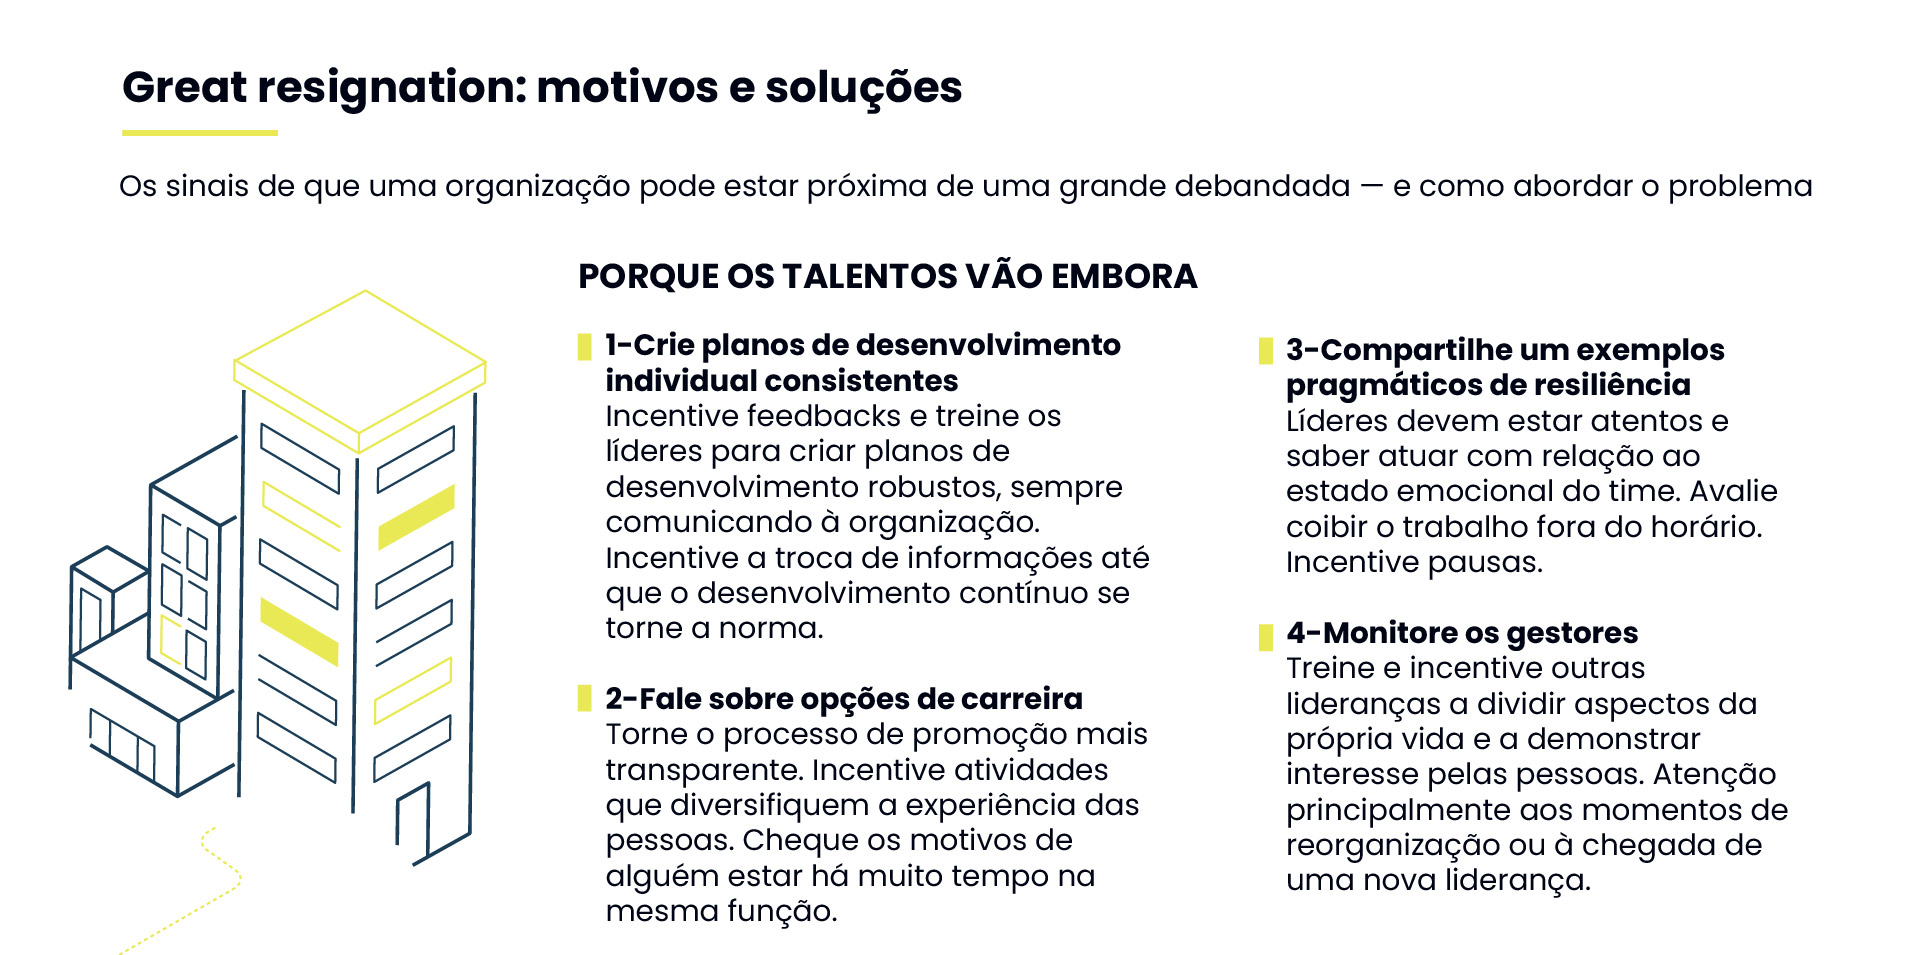 Great resignation: motivos e soluções
Os sinais de que uma organização pode estar próxima de uma grande debandada — e como abordar o problema
PORQUE OS TALENTOS VÃO EMBORA
1-Crie planos de desenvolvimento
individual consistentes
Incentive feedbacks e treine os
líderes para criar planos de
desenvolvimento robustos, sempre
comunicando à organização.
Incentive a troca de informações até
que o desenvolvimento contínuo se
torne a norma.
2-Fale sobre opções de carreira
Torne o processo de promoção mais
transparente. Incentive atividades
que diversifiquem a experiência das
pessoas. Cheque os motivos de
alguém estar há muito tempo na
mesma função.
3-Compartilhe um exemplos
pragmáticos de resiliência
Líderes devem estar atentos e
saber atuar com relação ao
estado emocional do time. Avalie
coibir o trabalho fora do horário.
Incentive pausas.
4-Monitore os gestores
Treine e incentive outras
lideranças a dividir aspectos da
própria vida e a demonstrar
interesse pelas pessoas. Atenção
principalmente aos momentos de
reorganização ou à chegada de
uma nova liderança.